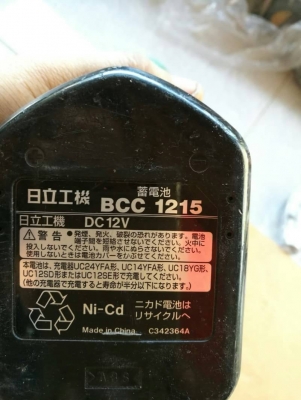 蓄電池
日立工機 BCC 1215
日立工機 DC12V
⚠警告 ●発煙、発火、破裂の恐れがあります。電池
端子間を短絡させないでください。火中に
投入しないでください。雨や水にぬらさないでください。
使用しないときは電池カバーをかぶせてください。
本電池は、充電器UC24YFA形、UC14YFA形、UC18YG形、
UC12SD形またはUC12SE形で充電してください。
(他の充電器で充電すると寿命が半分以下になります。)
Ni-Cd ニカド電池は
リサイクルへ
Made in China. C342364A
>ABS<